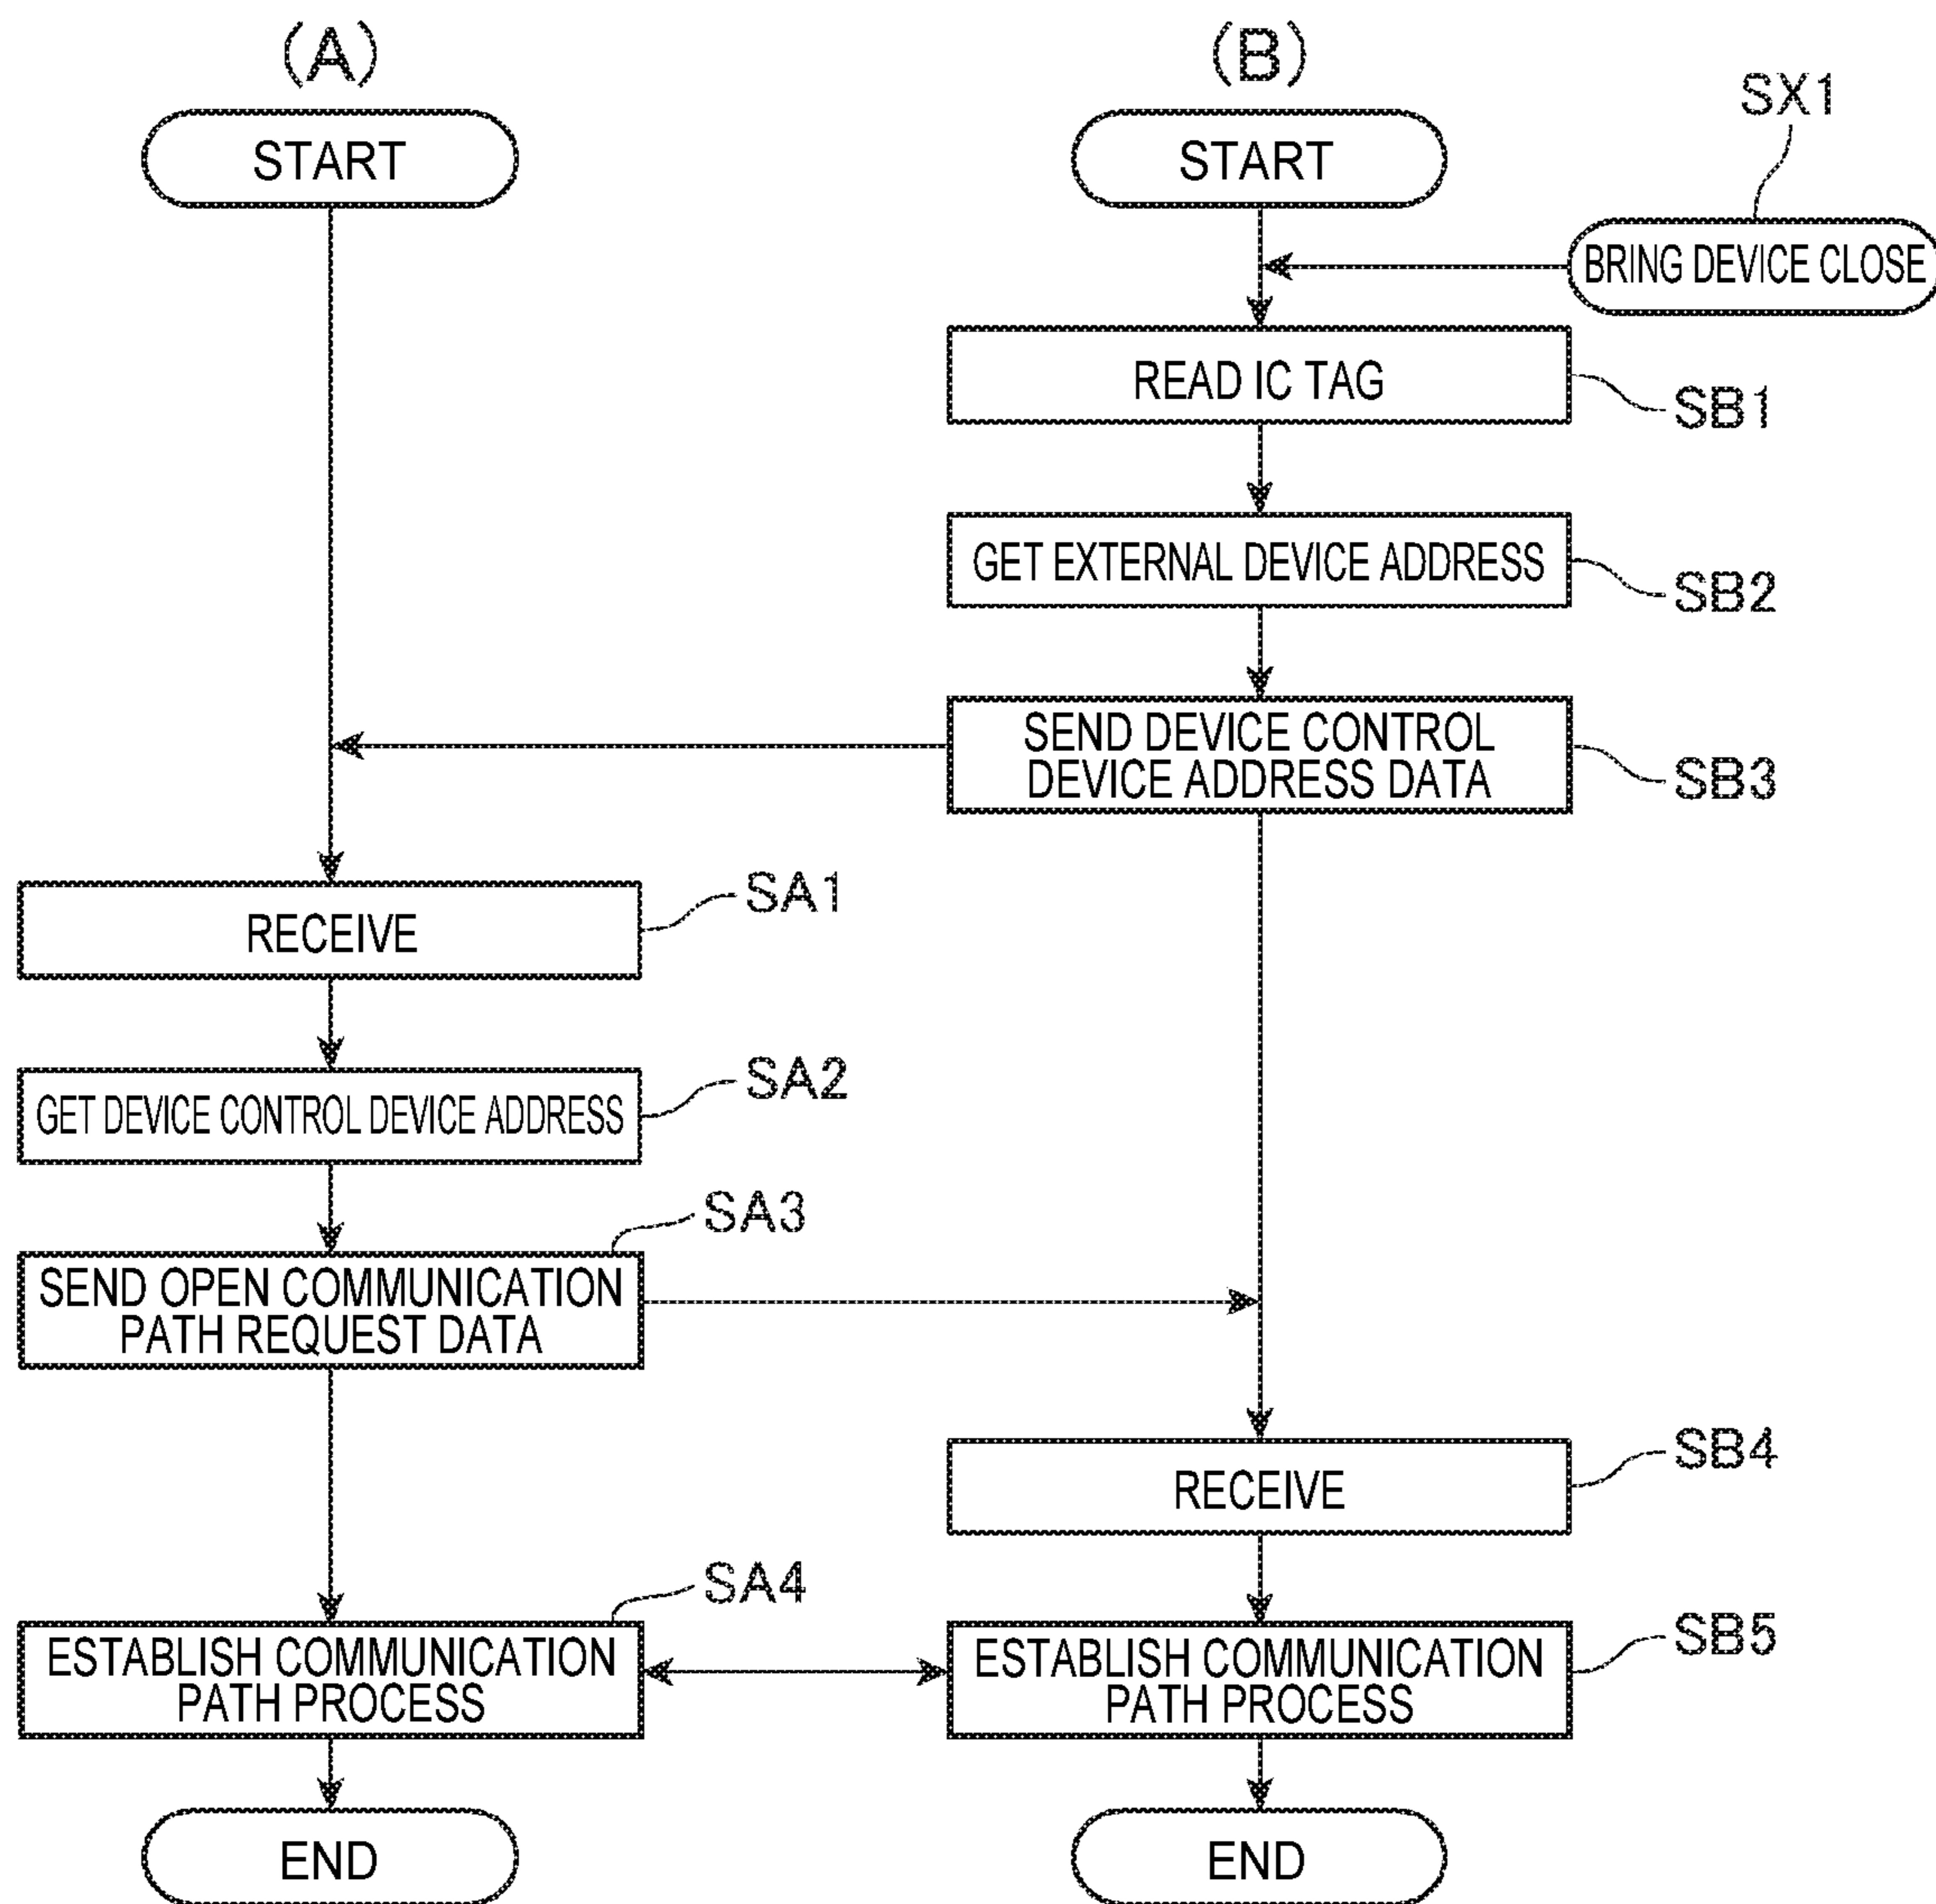 (A)
(B)
SX1
START
START
BRING DEVICE CLOSE
READ IC TAG
SB1
GET EXTERNAL DEVICE ADDRESS
SB2
SEND DEVICE CONTROL
DEVICE ADDRESS DATA
SB3
SA1
RECEIVE
SA2
GET DEVICE CONTROL DEVICE ADDRESS
SA3
SEND OPEN COMMUNICATION
PATH REQUEST DATA
SB4
RECEIVE
SA4
ESTABLISH COMMUNICATION
PATH PROCESS
ESTABLISH COMMUNICATION
PATH PROCESS
SB5
END
END